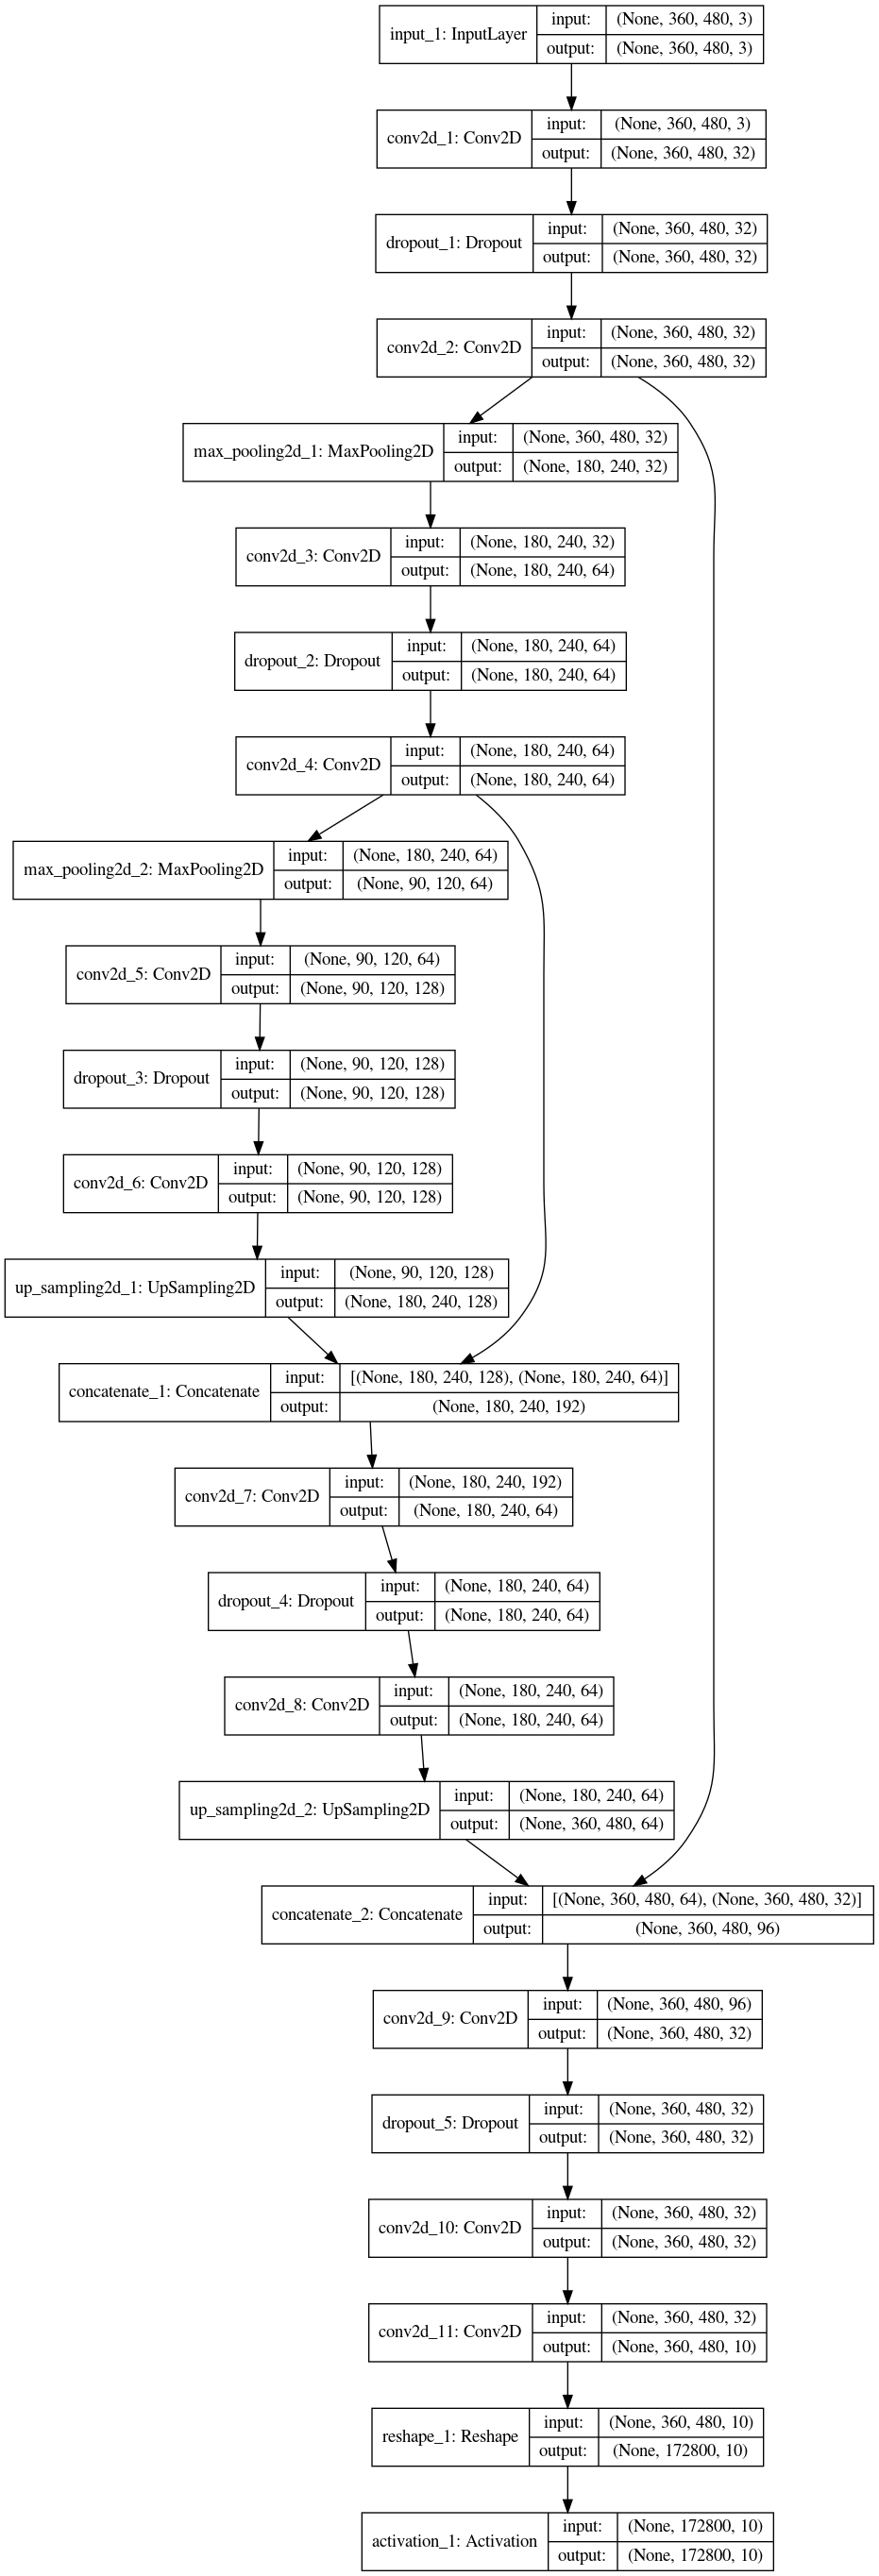 input_1: InputLayer
input: (None, 360, 480, 3)
output: (None, 360, 480, 3)
conv2d_1: Conv2D
input: (None, 360, 480, 3)
output: (None, 360, 480, 32)
dropout_1: Dropout
input: (None, 360, 480, 32)
output: (None, 360, 480, 32)
conv2d_2: Conv2D
input: (None, 360, 480, 32)
output: (None, 360, 480, 32)
max_pooling2d_1: MaxPooling2D
input: (None, 360, 480, 32)
output: (None, 180, 240, 32)
conv2d_3: Conv2D
input: (None, 180, 240, 32)
output: (None, 180, 240, 64)
dropout_2: Dropout
input: (None, 180, 240, 64)
output: (None, 180, 240, 64)
conv2d_4: Conv2D
input: (None, 180, 240, 64)
output: (None, 180, 240, 64)
max_pooling2d_2: MaxPooling2D
input: (None, 180, 240, 64)
output: (None, 90, 120, 64)
conv2d_5: Conv2D
input: (None, 90, 120, 64)
output: (None, 90, 120, 128)
dropout_3: Dropout
input: (None, 90, 120, 128)
output: (None, 90, 120, 128)
conv2d_6: Conv2D
input: (None, 90, 120, 128)
output: (None, 90, 120, 128)
up_sampling2d_1: UpSampling2D
input: (None, 90, 120, 128)
output: (None, 180, 240, 128)
concatenate_1: Concatenate
input: [(None, 180, 240, 128), (None, 180, 240, 64)]
output: (None, 180, 240, 192)
conv2d_7: Conv2D
input: (None, 180, 240, 192)
output: (None, 180, 240, 64)
dropout_4: Dropout
input: (None, 180, 240, 64)
output: (None, 180, 240, 64)
conv2d_8: Conv2D
input: (None, 180, 240, 64)
output: (None, 180, 240, 64)
up_sampling2d_2: UpSampling2D
input: (None, 180, 240, 64)
output: (None, 360, 480, 64)
concatenate_2: Concatenate
input: [(None, 360, 480, 64), (None, 360, 480, 32)]
output: (None, 360, 480, 96)
conv2d_9: Conv2D
input: (None, 360, 480, 96)
output: (None, 360, 480, 32)
dropout_5: Dropout
input: (None, 360, 480, 32)
output: (None, 360, 480, 32)
conv2d_10: Conv2D
input: (None, 360, 480, 32)
output: (None, 360, 480, 32)
conv2d_11: Conv2D
input: (None, 360, 480, 32)
output: (None, 360, 480, 10)
reshape_1: Reshape
input: (None, 360, 480, 10)
output: (None, 172800, 10)
activation_1: Activation
input: (None, 172800, 10)
output: (None, 172800, 10)